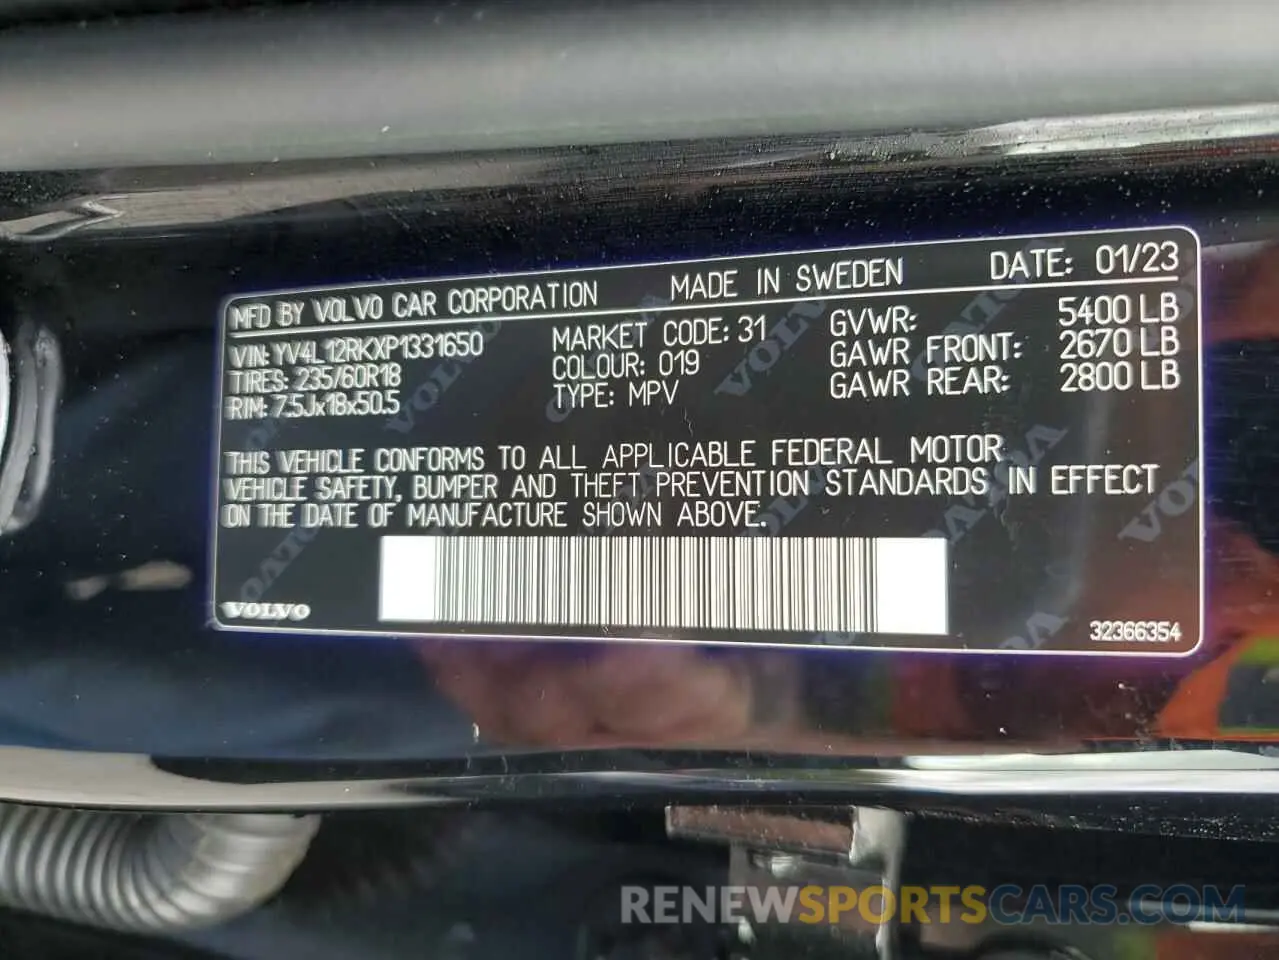 MFD BY VOLVO CAR CORPORATION MADE IN SWEDEN DATE: 01/23
VIN: YV4L12RKXP1331650 MARKET CODE: 31 GVWR: 5400 LB
TIRES: 235/60R18 COLOUR: 019 GAWR FRONT: 2670 LB
RIM: 7.5Jx18x50.5 TYPE: MPV GAWR REAR: 2800 LB
THIS VEHICLE CONFORMS TO ALL APPLICABLE FEDERAL MOTOR
VEHICLE SAFETY, BUMPER AND THEFT PREVENTION STANDARDS IN EFFECT
ON THE DATE OF MANUFACTURE SHOWN ABOVE.
VOLVO
32366354
RENEWSPORTSCARS.COM